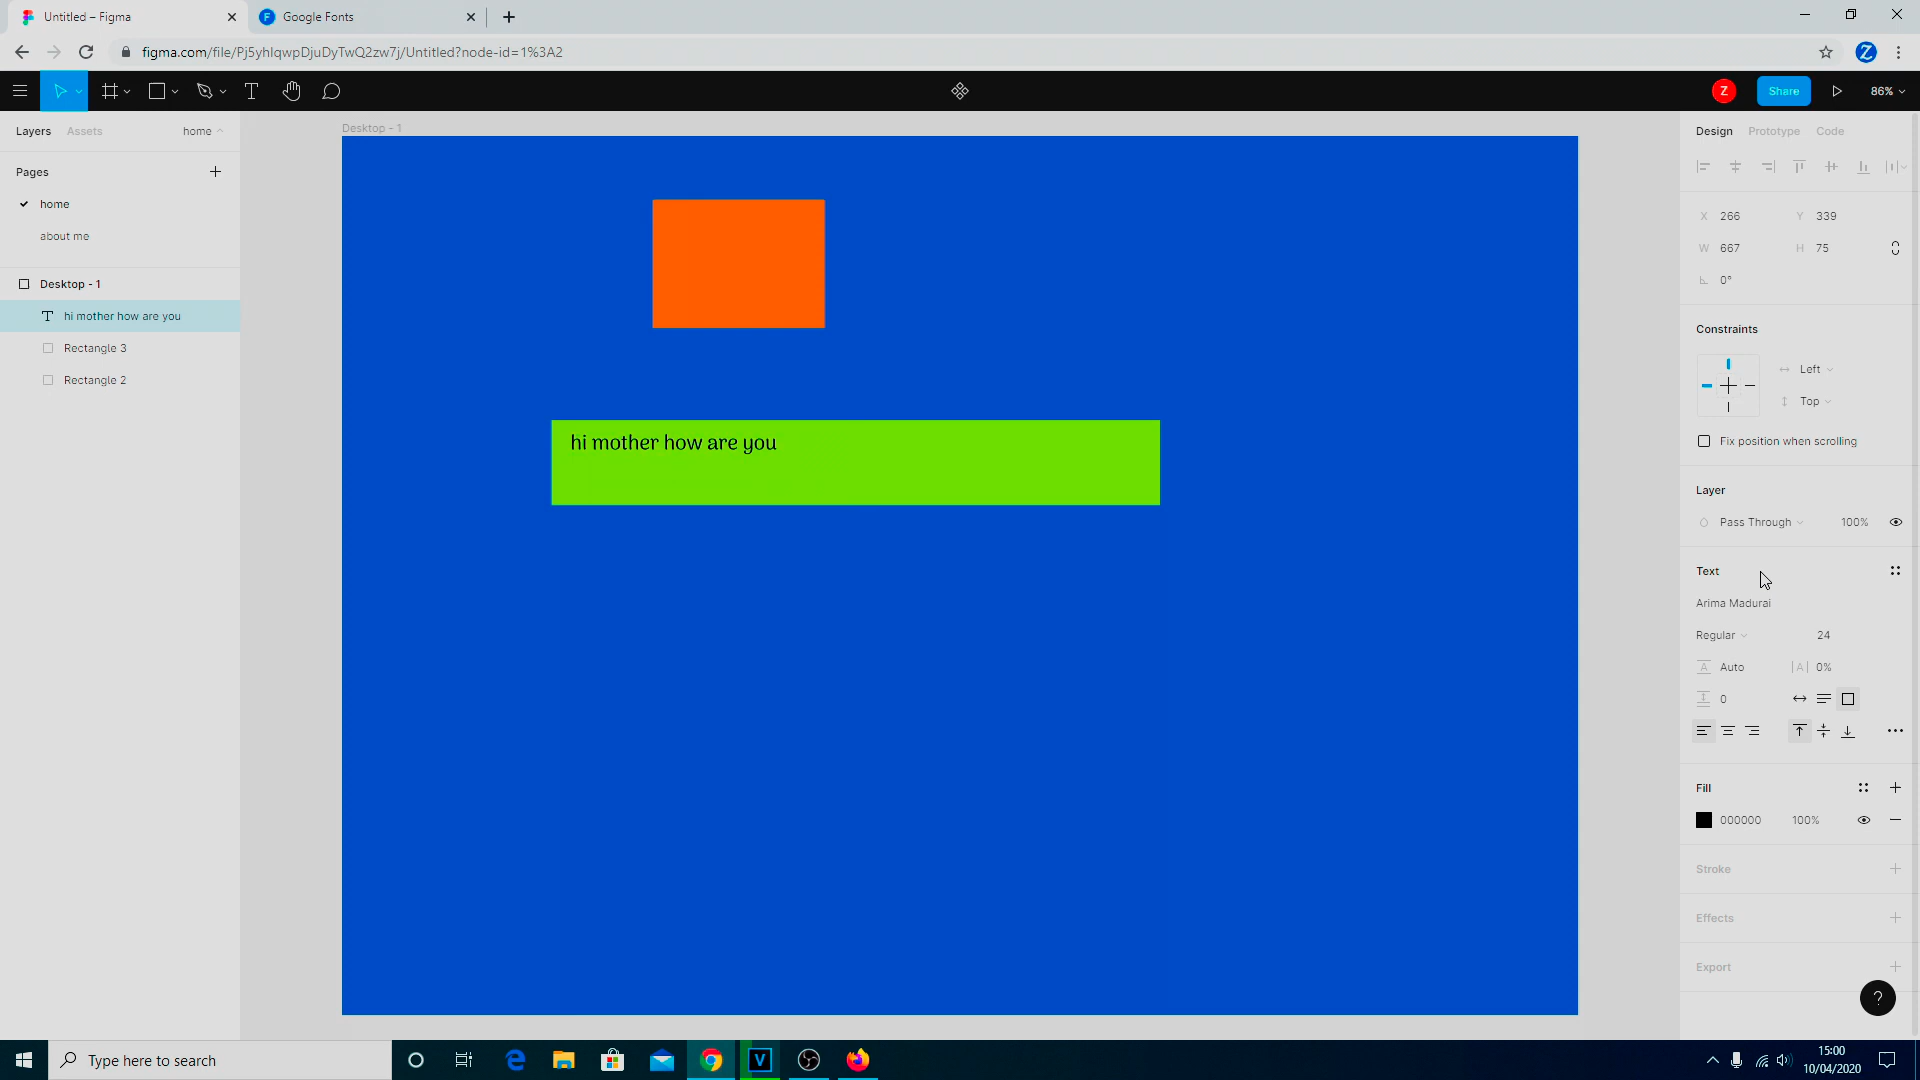 Untitled – Figma
Google Fonts
figma.com/file/Pj5yhIqwpDjuDyTwQ2zw7j/Untitled?node-id=1%3A2
Z
Share
86%
Layers
Assets
home
Pages
home
about me
Desktop - 1
hi mother how are you
Rectangle 3
Rectangle 2
Desktop - 1
hi mother how are you
Design
Prototype
Code
X 266
Y 339
W 667
H 75
0°
Constraints
Left
Top
Fix position when scrolling
Layer
Pass Through
100%
Text
Arima Madurai
Regular
24
Auto
0%
0
Fill
000000
100%
Stroke
Effects
Export
?
Type here to search
15:00
10/04/2020